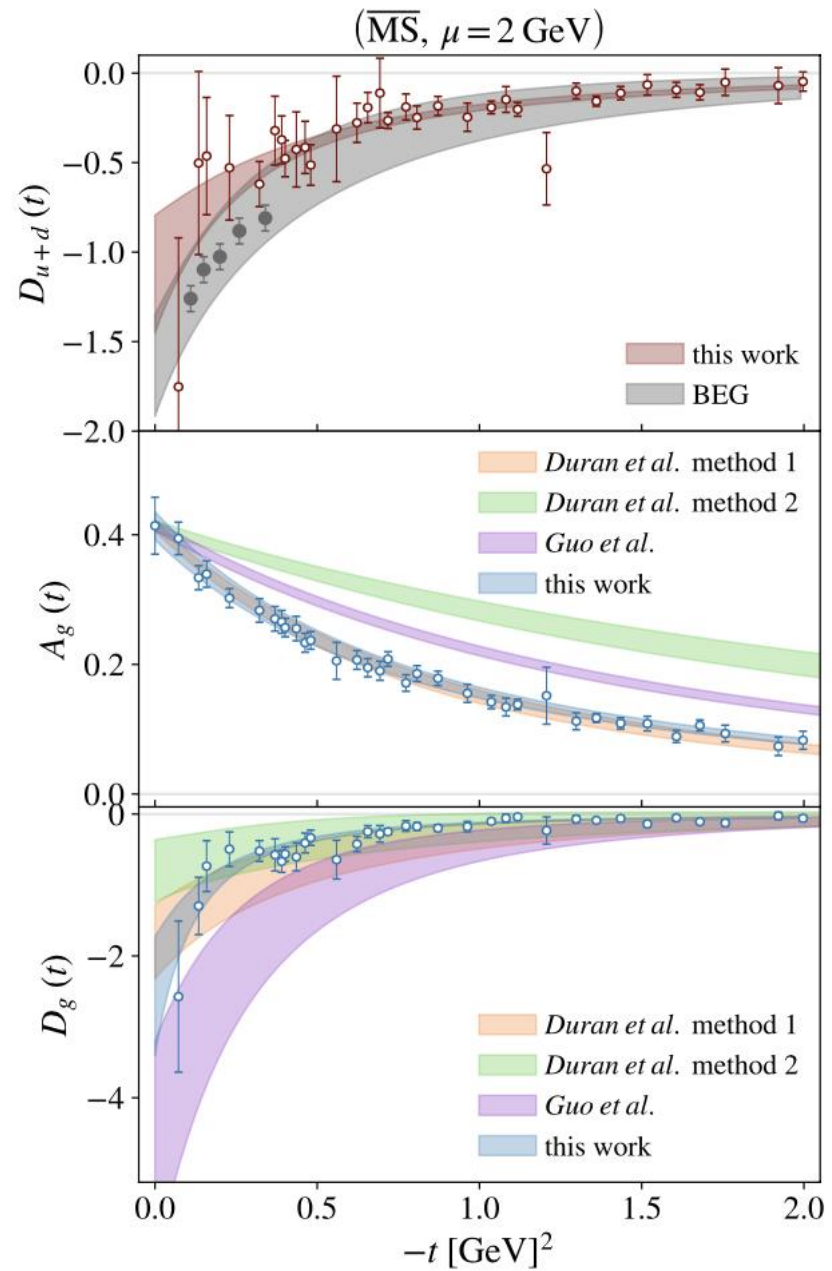 (M̅S̅, μ = 2 GeV)
0.0
−0.5
−1.0
−1.5
−2.0
D_{u+d}(t)
this work
BEG
0.4
0.2
0.0
A_g(t)
Duran et al. method 1
Duran et al. method 2
Guo et al.
this work
0
−2
−4
D_g(t)
Duran et al. method 1
Duran et al. method 2
Guo et al.
this work
0.0 0.5 1.0 1.5 2.0
−t [GeV]²